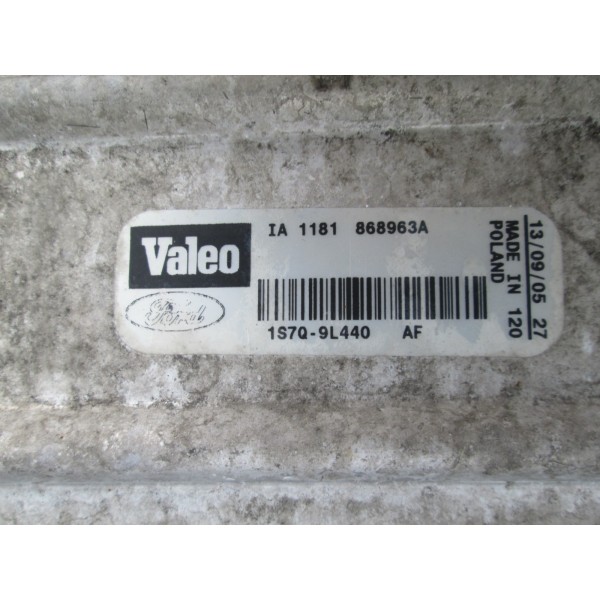 Valeo
IA 1181 868963A
Ford
1S7Q-9L440 AF
13/09/05 27
MADE IN 120
POLAND